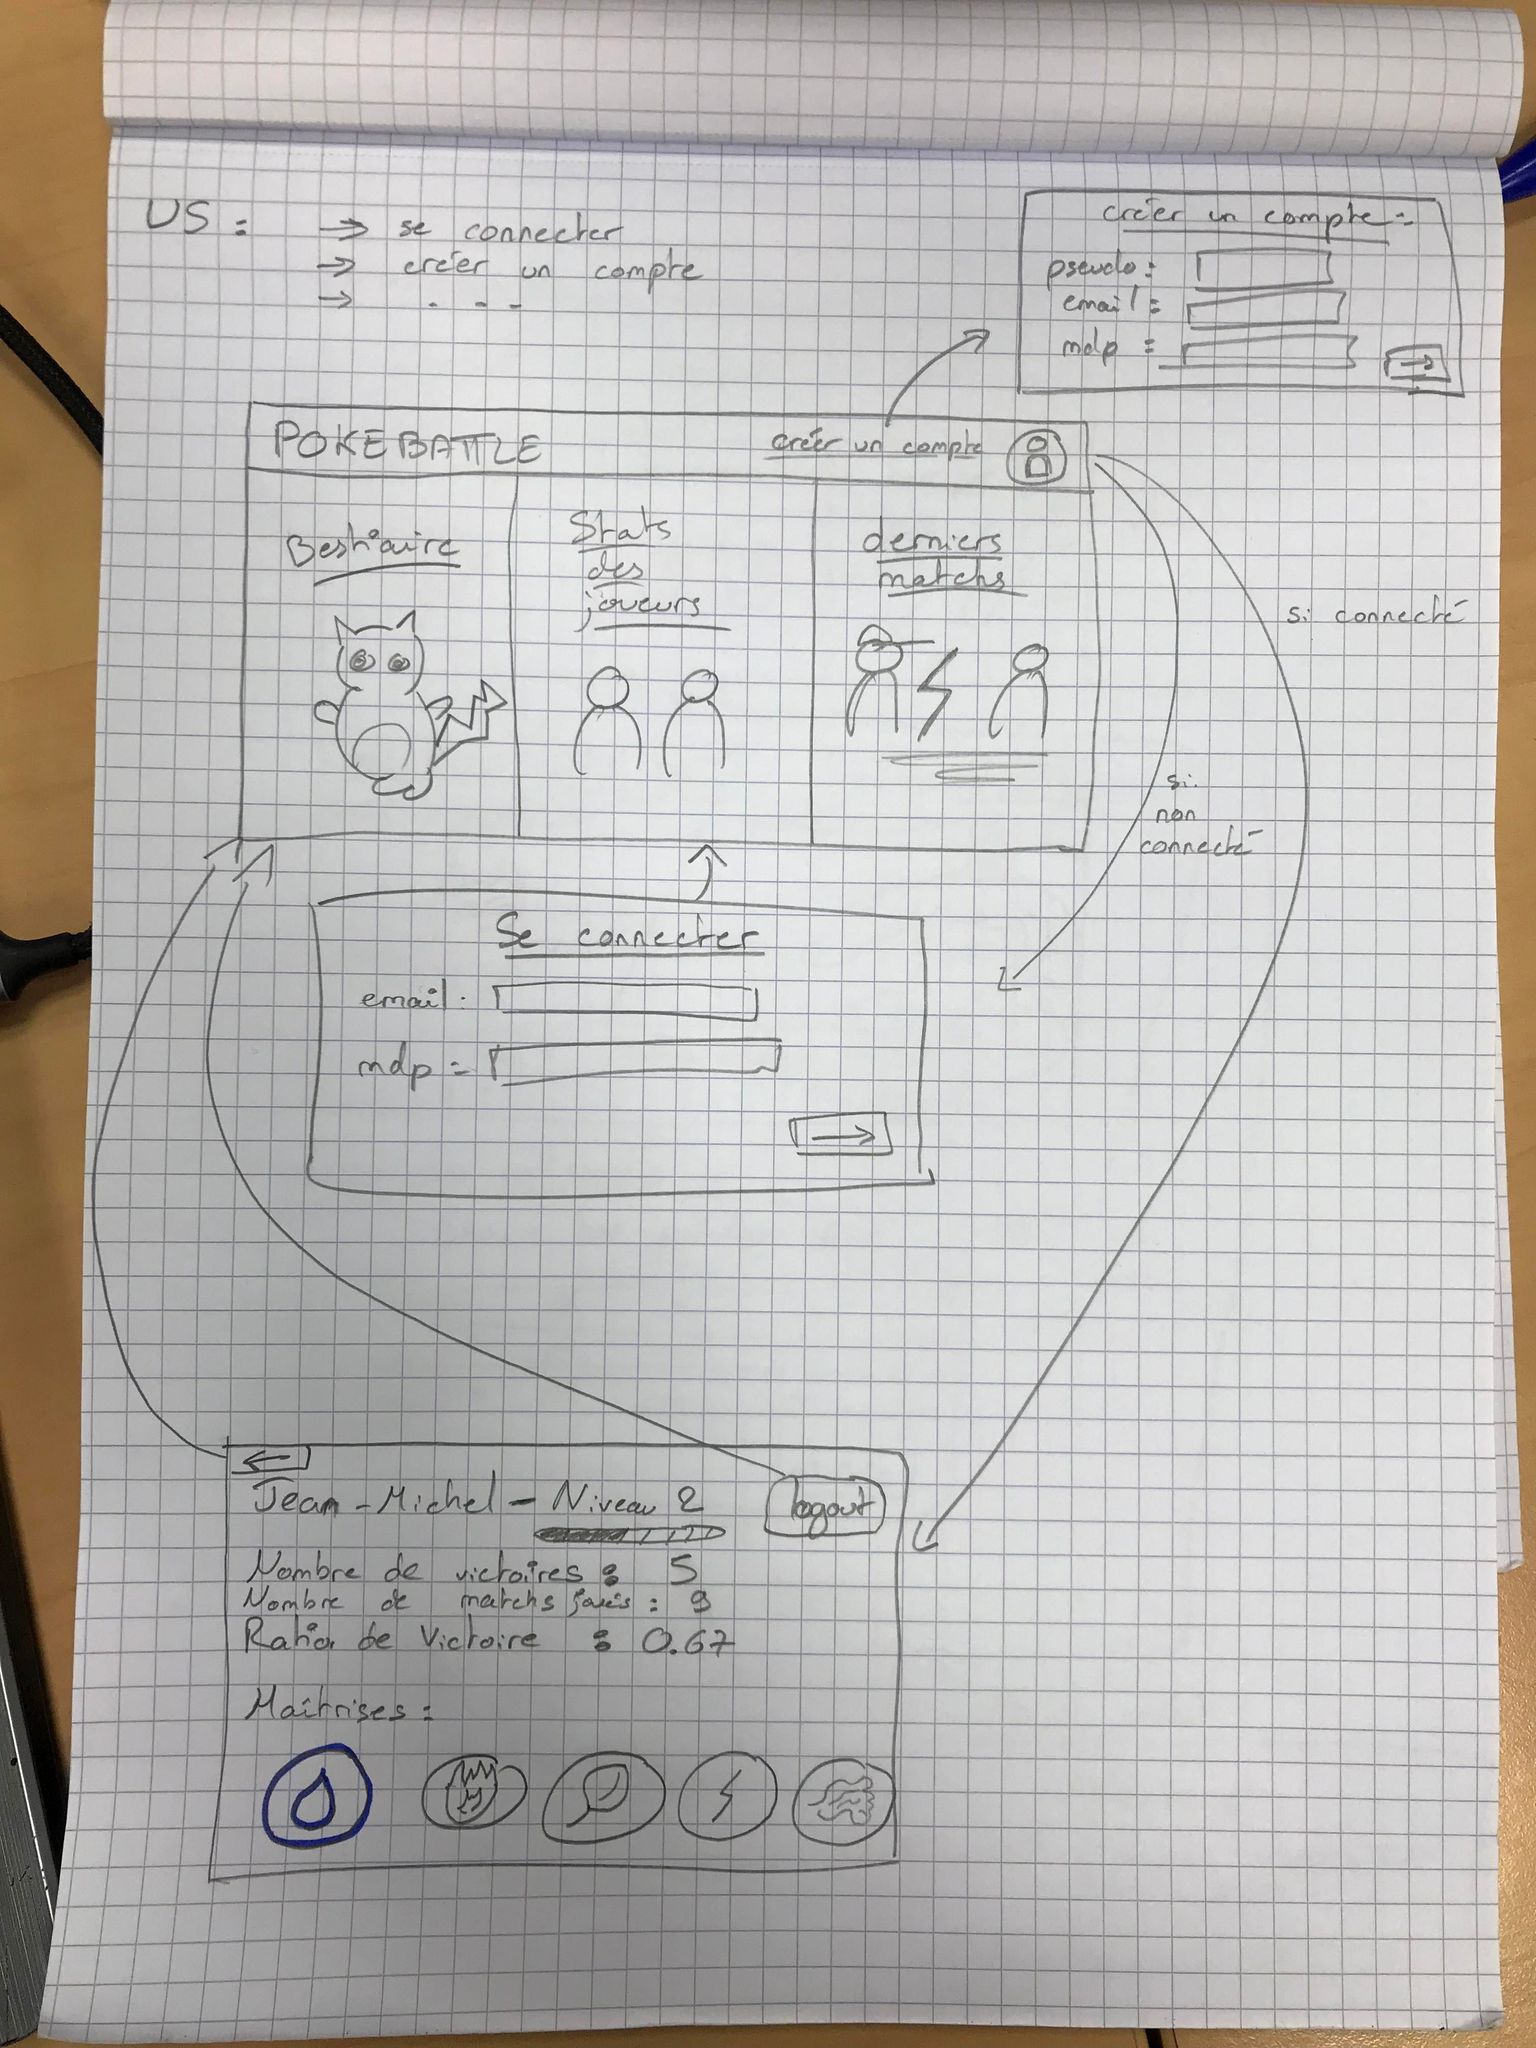 US : → se connecter
→ créer un compte
→ . - -
créer un compte :
pseudo :
email :
mdp :
→
POKEBATTLE
créer un compte
Bestiaire
Stats
des
joueurs
derniers
matchs
si connecté
si
non
connecté
Se connecter
email :
mdp :
→
←
Jean-Michel - Niveau 2
logout
Nombre de victoires : 5
Nombre de matchs joués : 9
Ratio de Victoire : 0.67
Maîtrises :